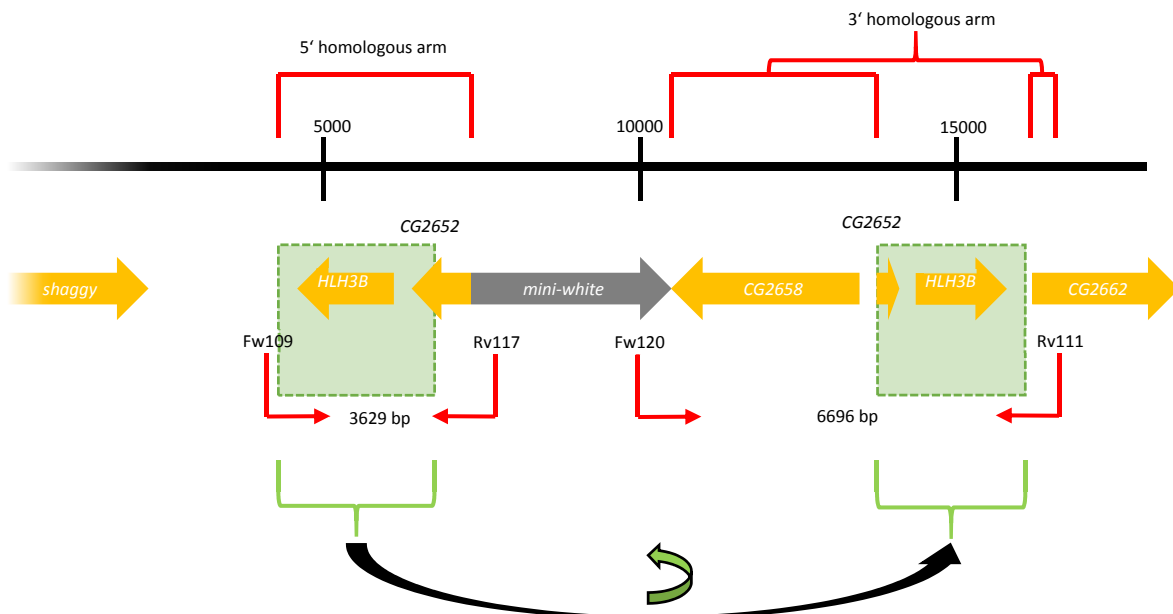 3‘ homologous arm
5‘ homologous arm
5000
10000
15000
CG2652
CG2652
shaggy
HLH3B
mini-white
CG2658
HLH3B
CG2662
Fw109
Rv117
Fw120
Rv111
3629 bp
6696 bp